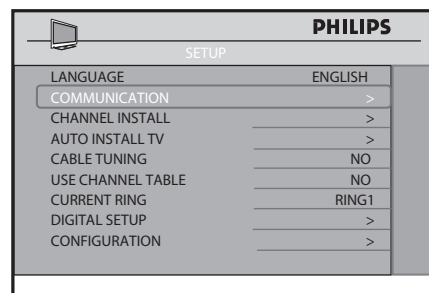 PHILIPS
SETUP
LANGUAGE ENGLISH
COMMUNICATION >
CHANNEL INSTALL >
AUTO INSTALL TV >
CABLE TUNING NO
USE CHANNEL TABLE NO
CURRENT RING RING1
DIGITAL SETUP >
CONFIGURATION >